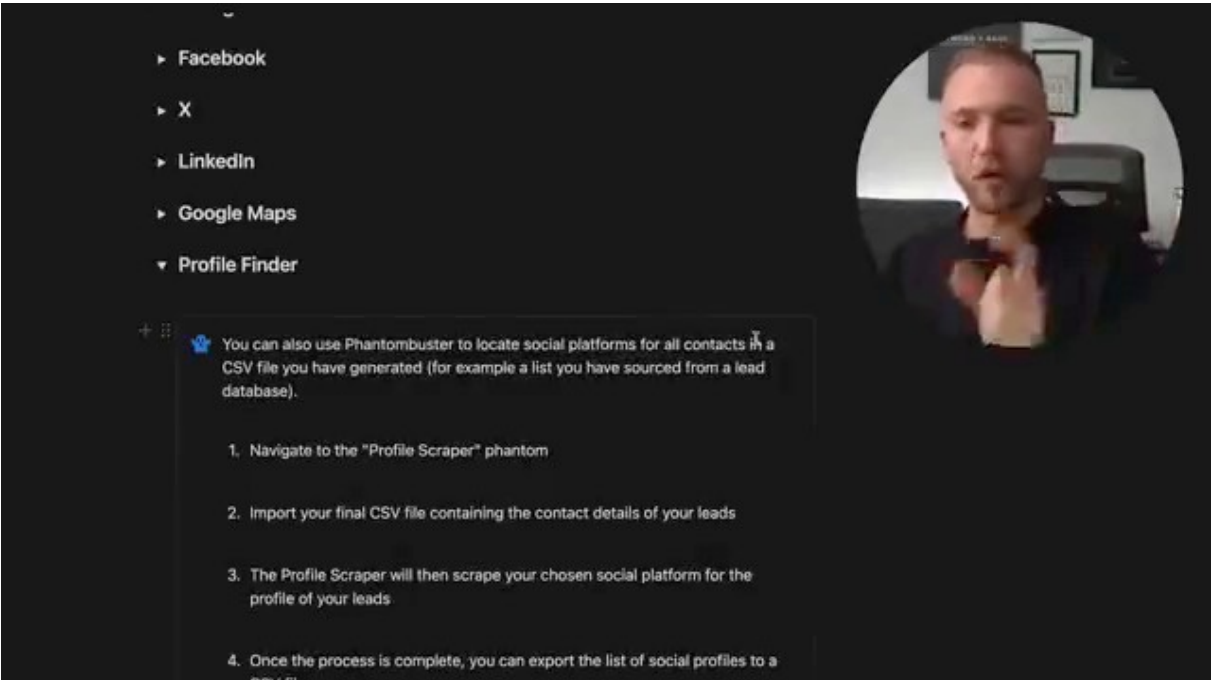 Facebook
X
LinkedIn
Google Maps
Profile Finder
You can also use Phantombuster to locate social platforms for all contacts in a
CSV file you have generated (for example a list you have sourced from a lead
database).
1. Navigate to the "Profile Scraper" phantom
2. Import your final CSV file containing the contact details of your leads
3. The Profile Scraper will then scrape your chosen social platform for the
profile of your leads
4. Once the process is complete, you can export the list of social profiles to a